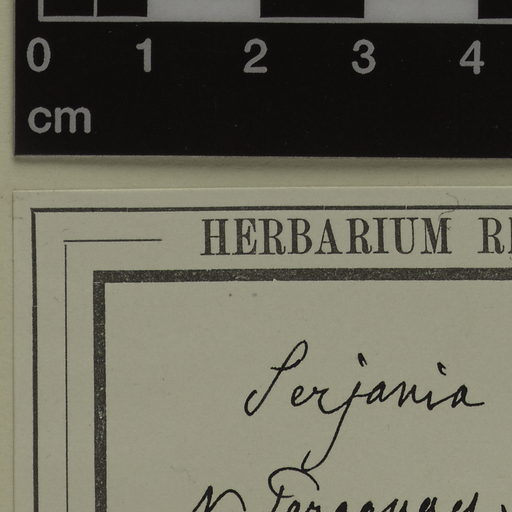 0 1 2 3 4
cm
HERBARIUM
Serjania